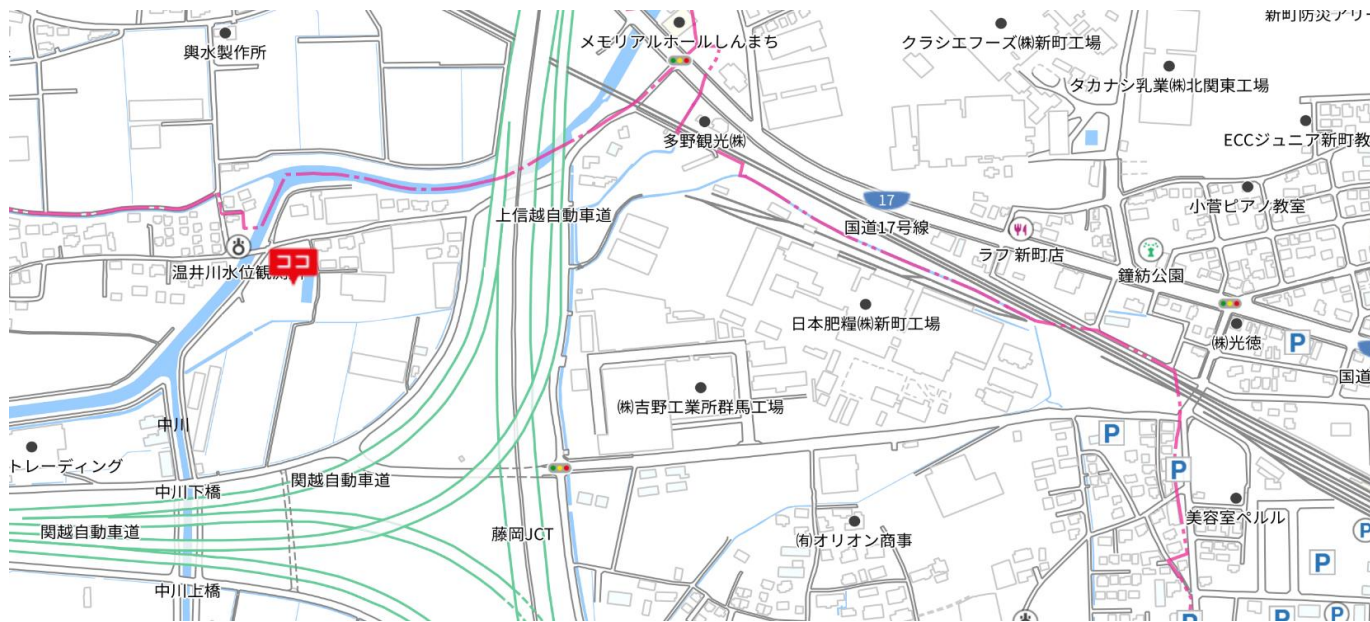 新町防災アリー
メモリアルホールしんまち
クラシエフーズ㈱新町工場
興水製作所
タカナシ乳業㈱北関東工場
多野観光㈱
ECCジュニア新町教
17
小菅ピアノ教室
上信越自動車道
国道17号線
ラフ 新町店
ココ
温井川水位観測所
鐘紡公園
日本肥糧㈱新町工場
㈱光徳
P
国道
㈱吉野工業所群馬工場
中川
P
トレーディング
P
関越自動車道
中川下橋
美容室ペルル
関越自動車道
藤岡JCT
㈲オリオン商事
P
P
中川上橋
P
P
P